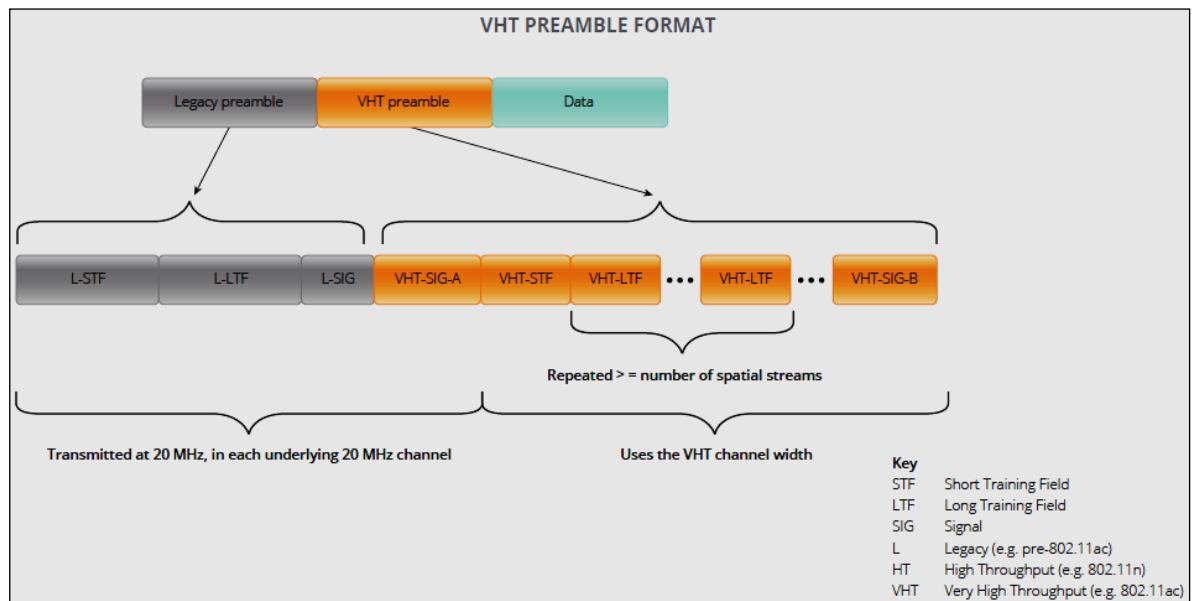 VHT PREAMBLE FORMAT
Legacy preamble
VHT preamble
Data
L-STF
L-LTF
L-SIG
VHT-SIG-A
VHT-STF
VHT-LTF
•••
VHT-LTF
•••
VHT-SIG-B
Repeated > = number of spatial streams
Transmitted at 20 MHz, in each underlying 20 MHz channel
Uses the VHT channel width
Key
STF Short Training Field
LTF Long Training Field
SIG Signal
L Legacy (e.g. pre-802.11ac)
HT High Throughput (e.g. 802.11n)
VHT Very High Throughput (e.g. 802.11ac)